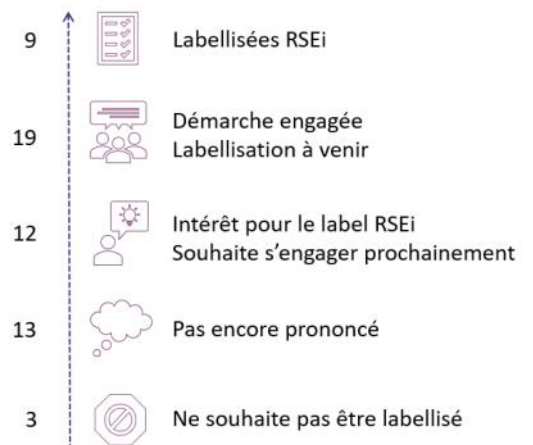 9 Labellisées RSEi
Démarche engagée
19
Labellisation à venir
Intérêt pour le label RSEi
12
Souhaite s'engager prochainement
13 Pas encore prononcé
3 Ne souhaite pas être labellisé